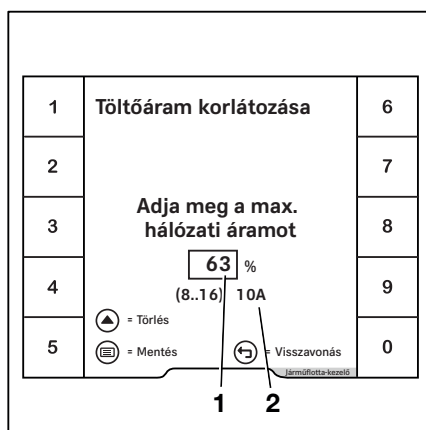 Töltőáram korlátozása
1
2
3
4
5
6
7
8
9
0
Adja meg a max.
hálózati áramot
63 %
(8..16) 10A
= Törlés
= Mentés
= Visszavonás
Járműflotta-kezelő
1 2